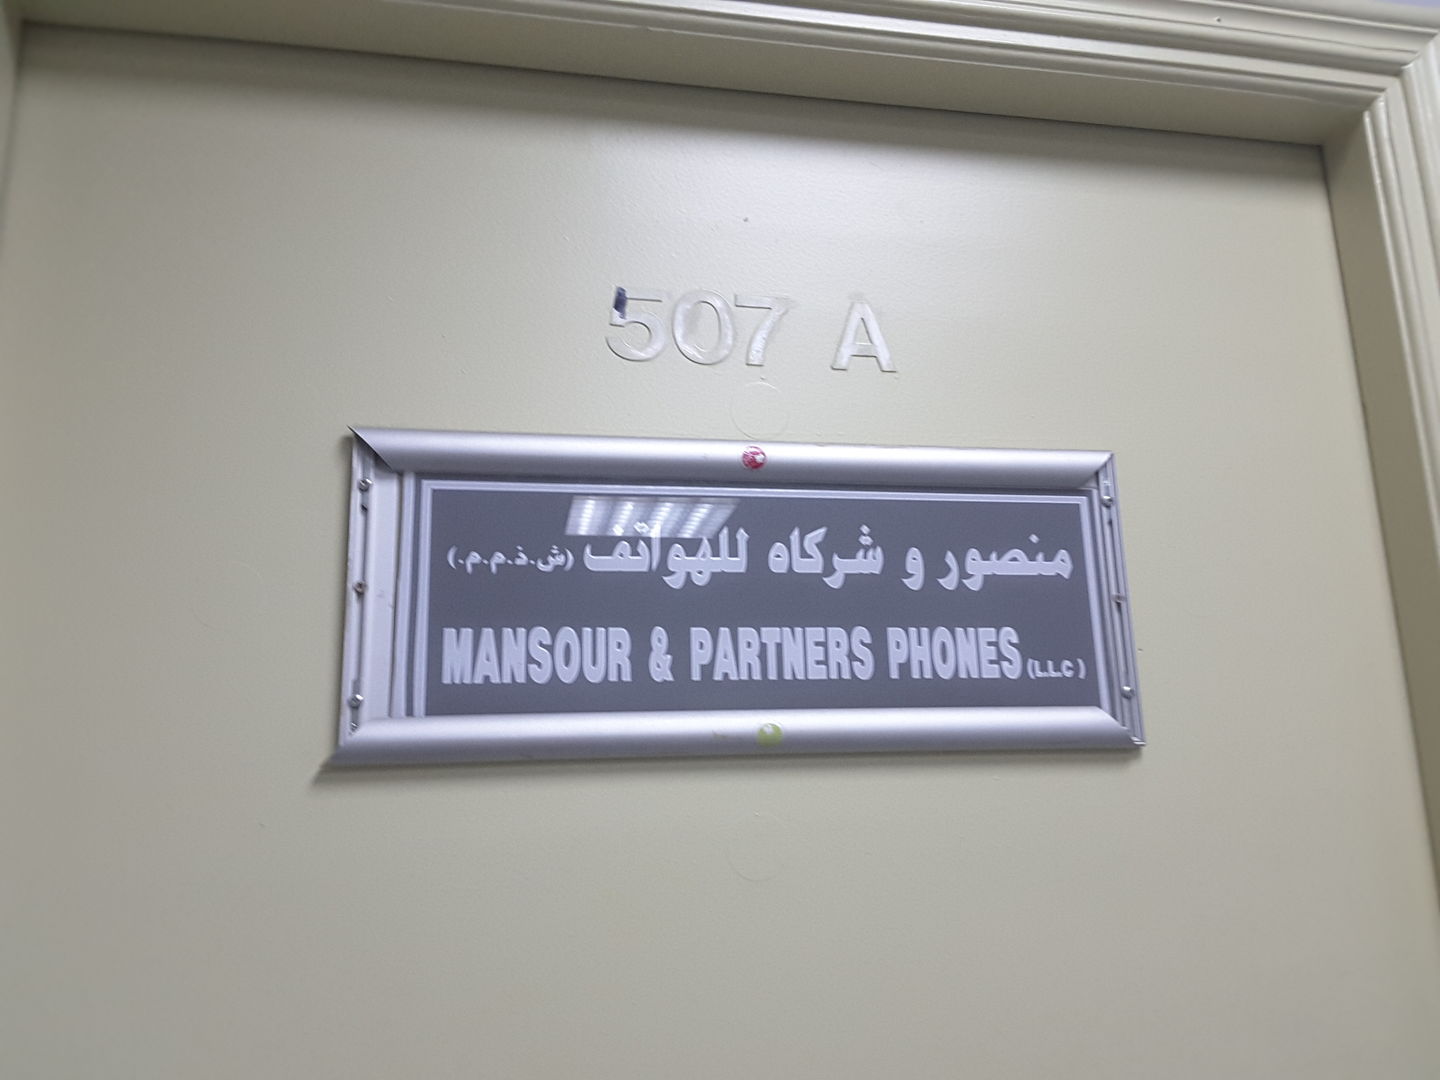 507 A
منصور و شركاه للهواتف (ش.ذ.م.م.)
MANSOUR & PARTNERS PHONES (L.L.C)